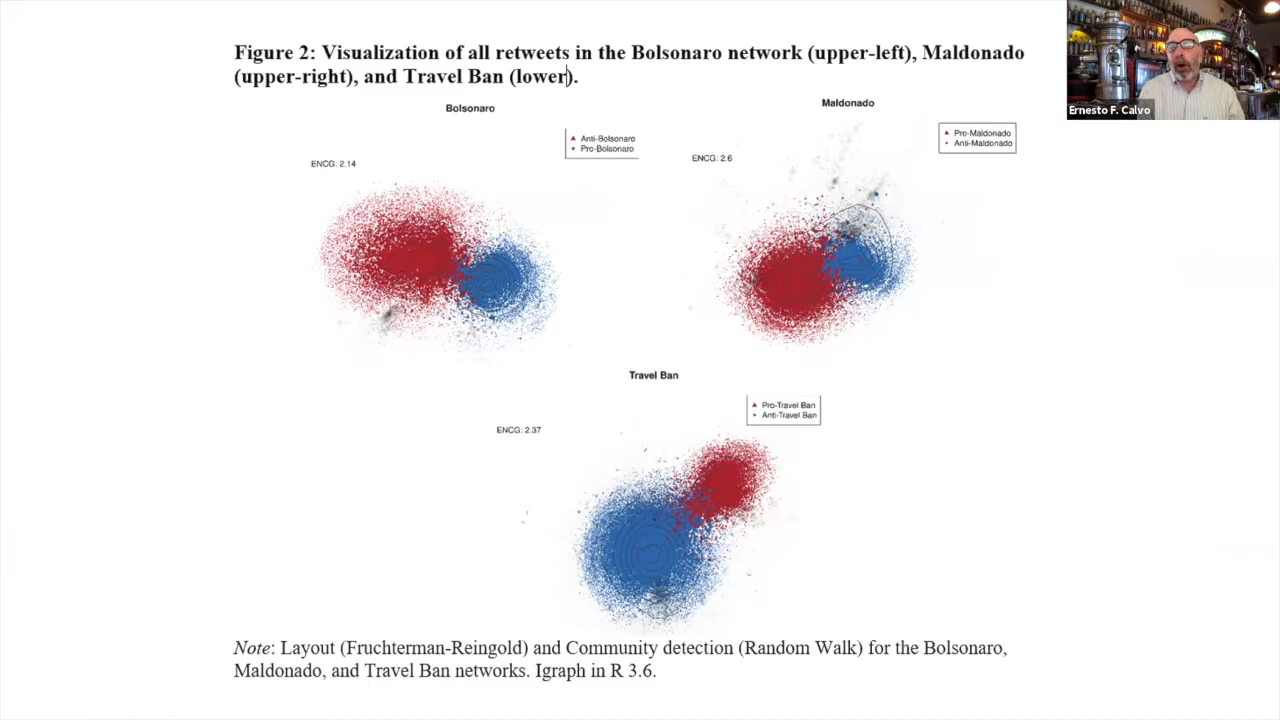 Figure 2: Visualization of all retweets in the Bolsonaro network (upper-left), Maldonado
(upper-right), and Travel Ban (lower).
Ernesto F. Calvo
Bolsonaro
Anti-Bolsonaro
Pro-Bolsonaro
ENCG: 2.14
Maldonado
Pro-Maldonado
Anti-Maldonado
ENCG: 2.6
Travel Ban
Pro-Travel Ban
Anti-Travel Ban
ENCG: 2.37
Note: Layout (Fruchterman-Reingold) and Community detection (Random Walk) for the Bolsonaro,
Maldonado, and Travel Ban networks. Igraph in R 3.6.